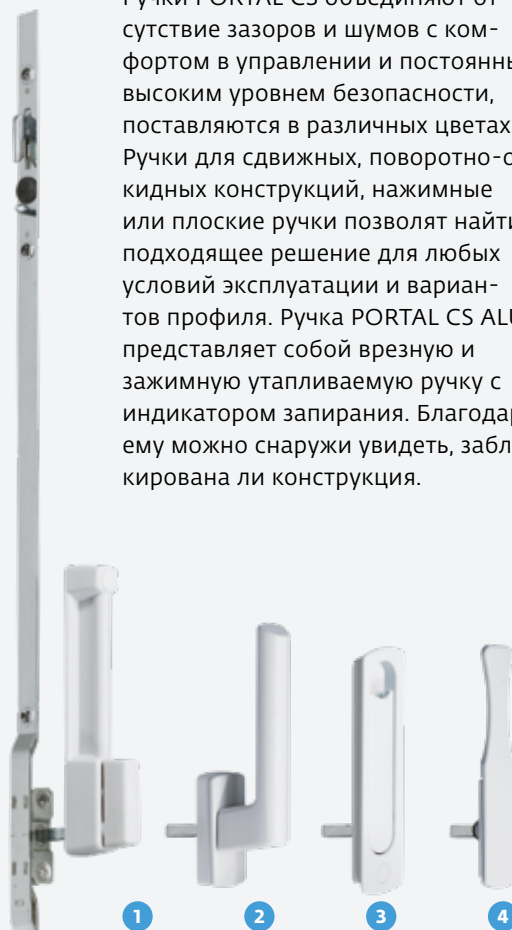 Ручки PORTAL CS объединяют от-
сутствие зазоров и шумов с ком-
фортом в управлении и постоянны
высоким уровнем безопасности,
поставляются в различных цветах
Ручки для сдвижных, поворотно-о
кидных конструкций, нажимные
или плоские ручки позволят найти
подходящее решение для любых
условий эксплуатации и вариан-
тов профиля. Ручка PORTAL CS ALU
представляет собой врезную и
зажимную утапливаемую ручку с
индикатором запирания. Благодар
ему можно снаружи увидеть, забл
кирована ли конструкция.
1 2 3 4